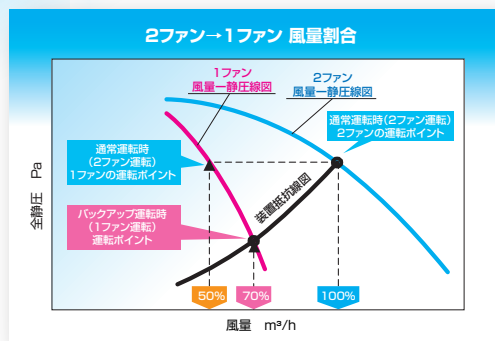 2ファン→1ファン 風量割合
1ファン
風量ー静圧線図
2ファン
風量ー静圧線図
通常運転時(2ファン運転)
2ファンの運転ポイント
通常運転時
(2ファン運転)
1ファンの運転ポイント
装置抵抗線図
バックアップ運転時
(1ファン運転)
運転ポイント
全静圧 Pa
50%
70%
100%
風量 m³/h